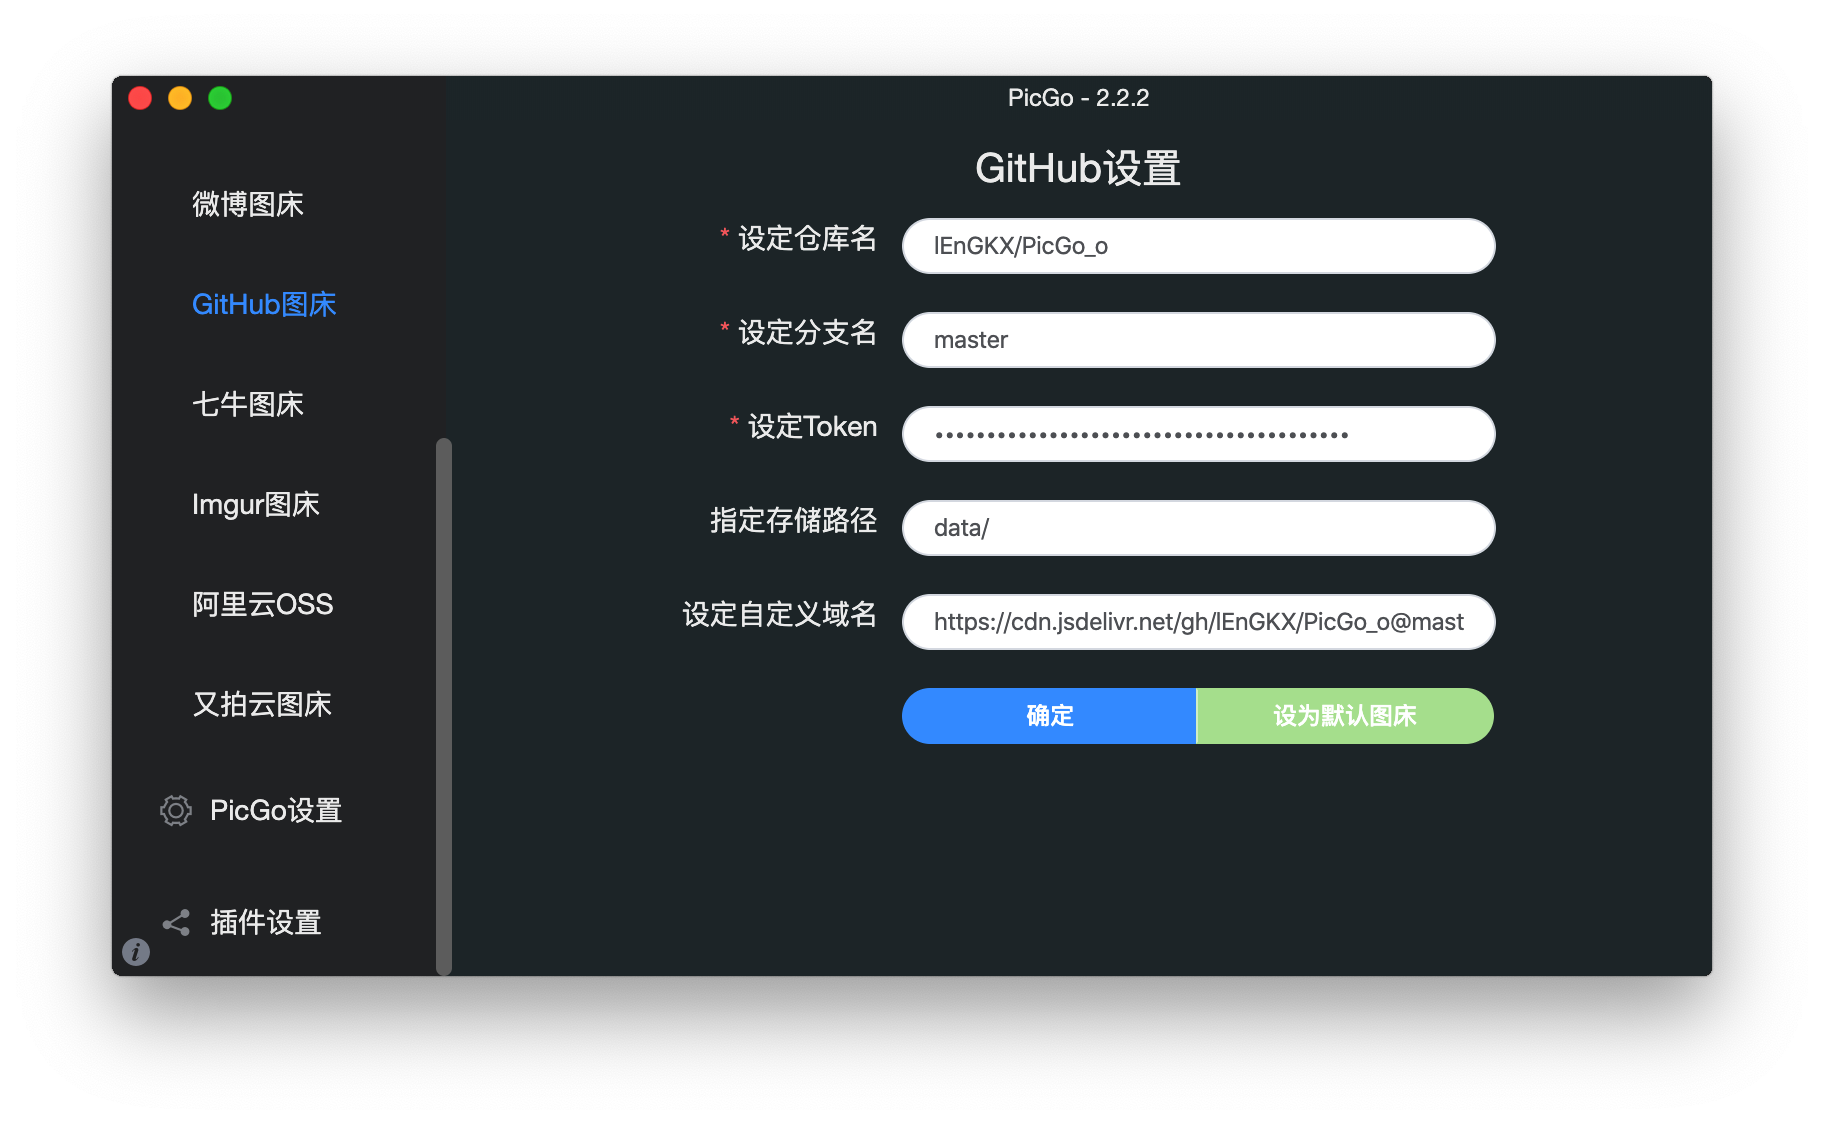 PicGo - 2.2.2
微博图床
GitHub图床
七牛图床
Imgur图床
阿里云OSS
又拍云图床
PicGo设置
插件设置
GitHub设置
* 设定仓库名
lEnGKX/PicGo_o
* 设定分支名
master
* 设定Token
••••••••••••••••••••••••••••••••••••••••
指定存储路径
data/
设定自定义域名
https://cdn.jsdelivr.net/gh/lEnGKX/PicGo_o@mast
确定
设为默认图床